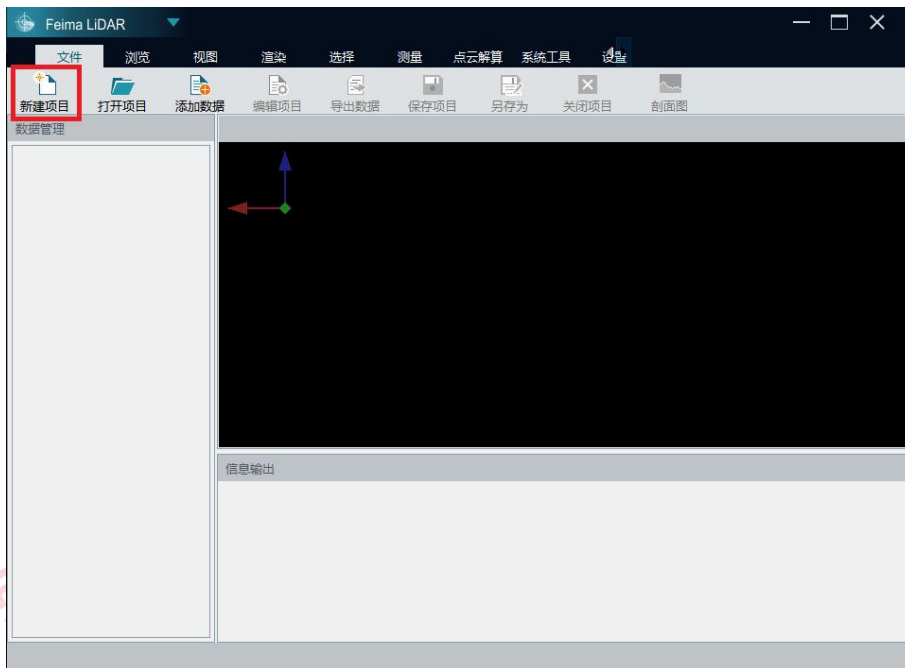 Feima LiDAR
文件 浏览 视图 渲染 选择 测量 点云解算 系统工具 设置
新建项目 打开项目 添加数据 编辑项目 导出数据 保存项目 另存为 关闭项目 剖面图
数据管理
信息输出